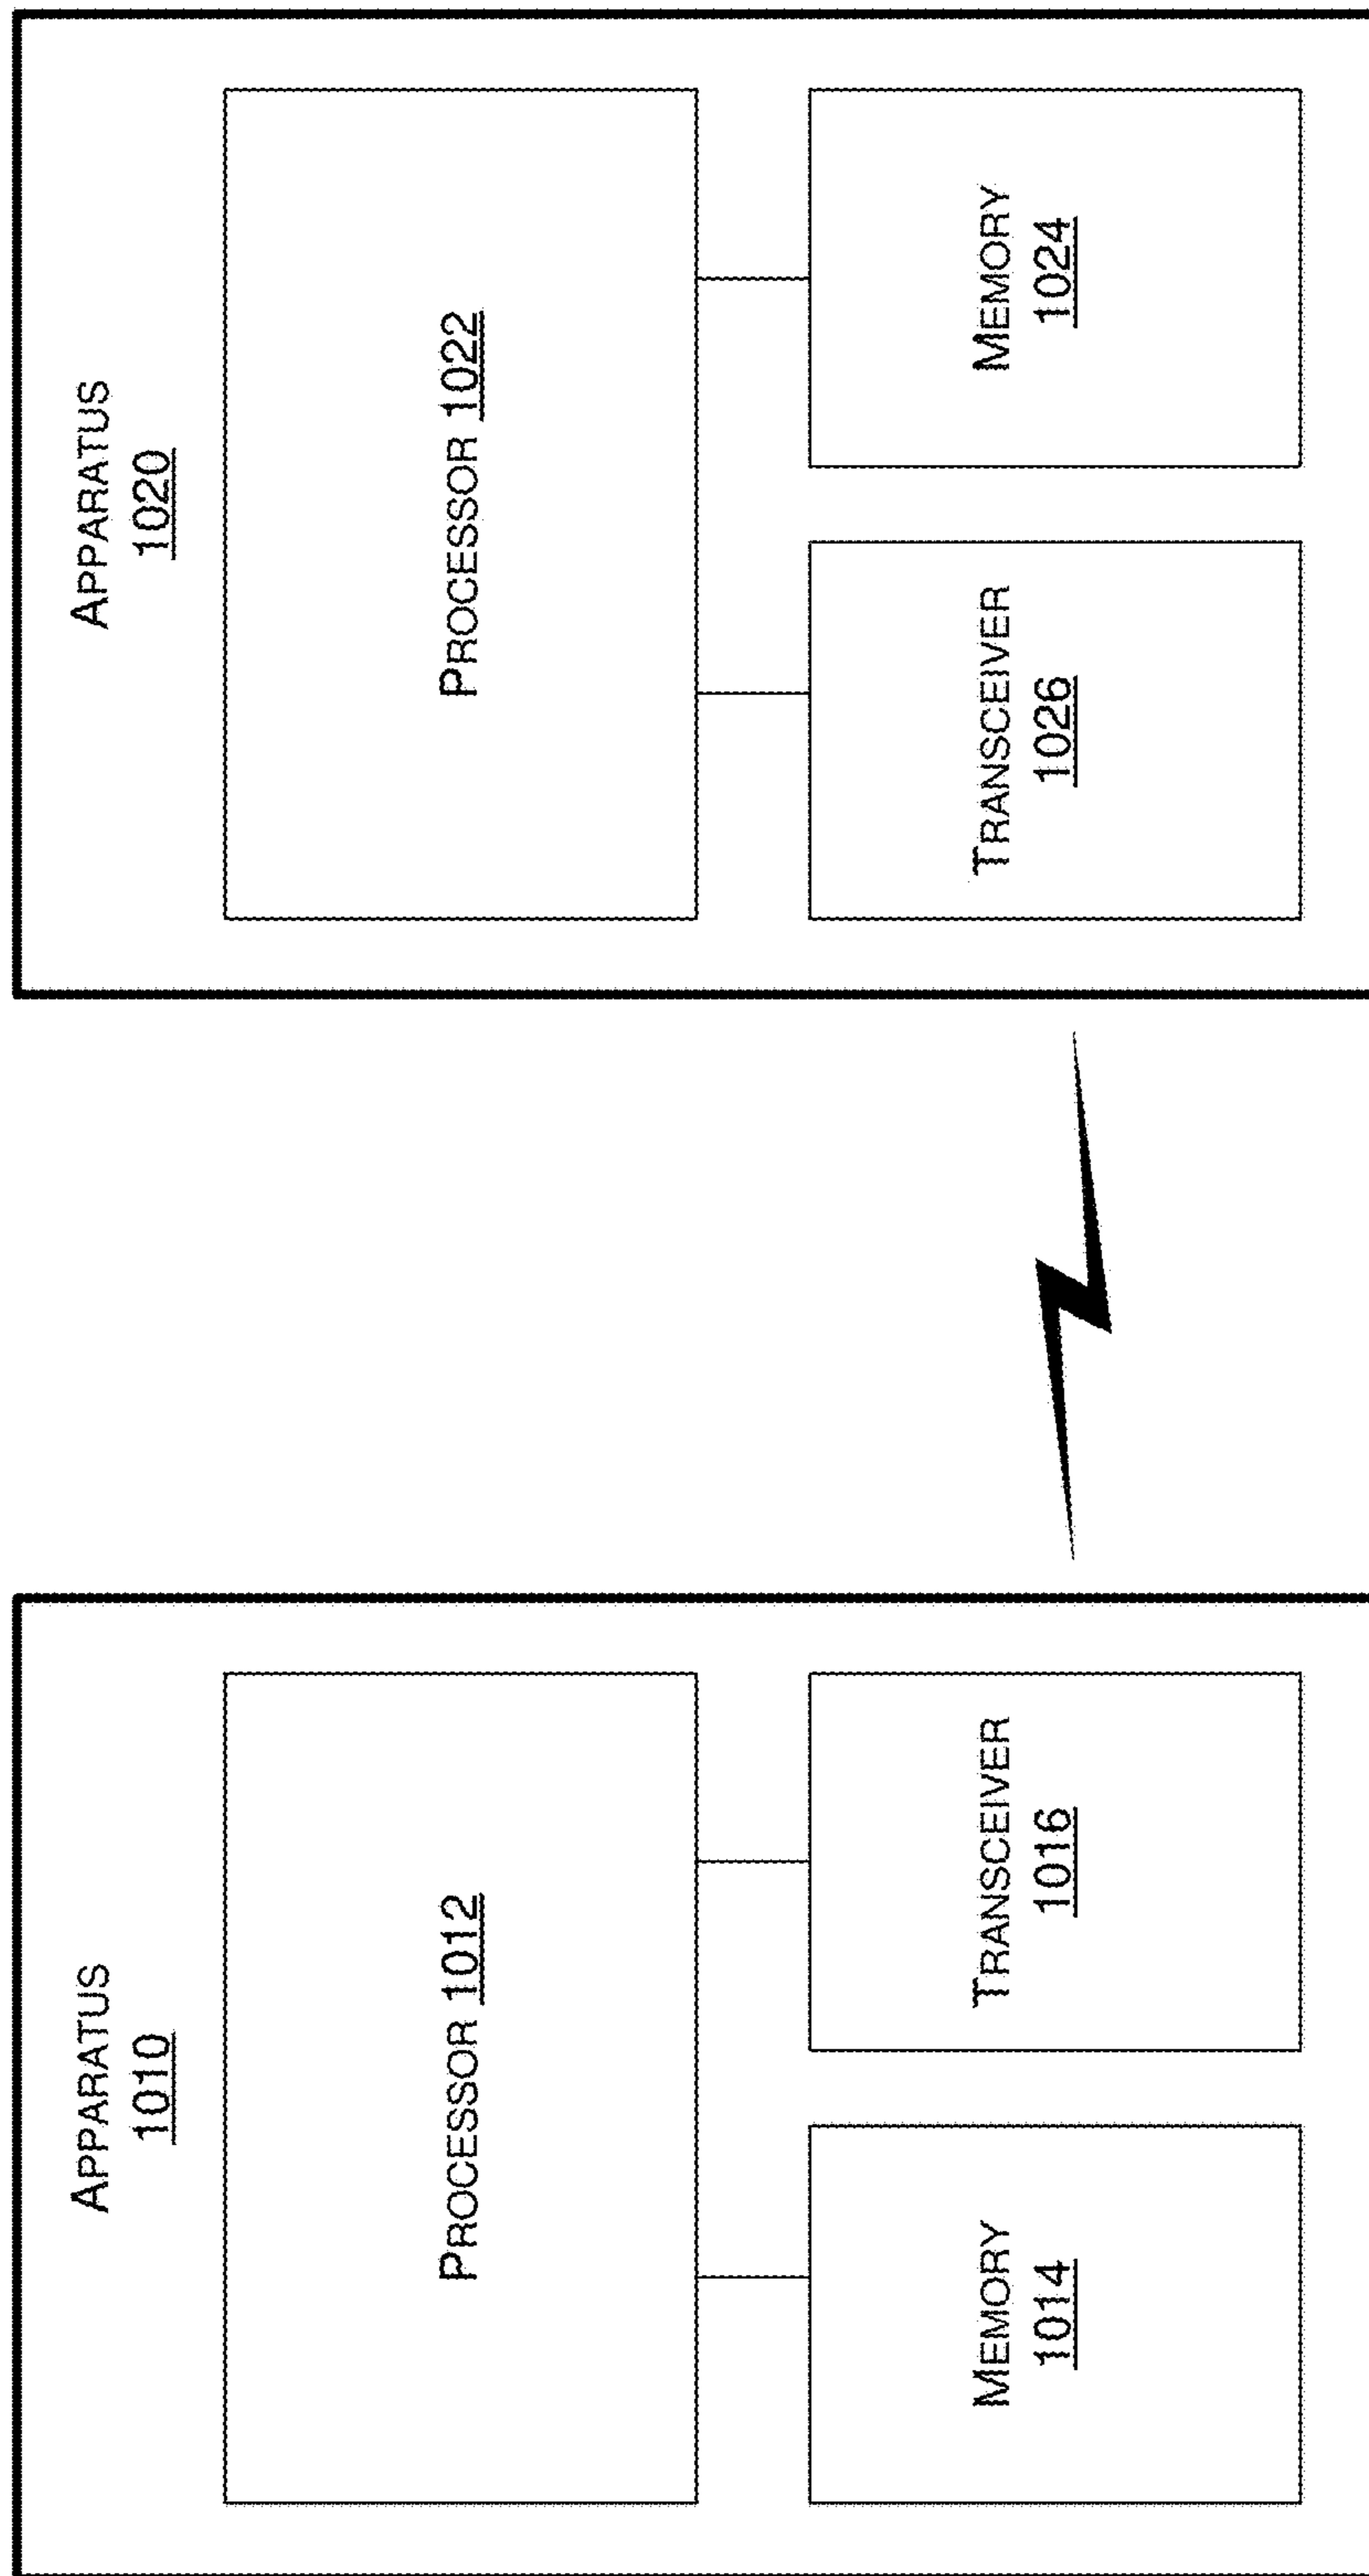 APPARATUS
1010
PROCESSOR 1012
MEMORY
1014
TRANSCEIVER
1016
APPARATUS
1020
PROCESSOR 1022
TRANSCEIVER
1026
MEMORY
1024